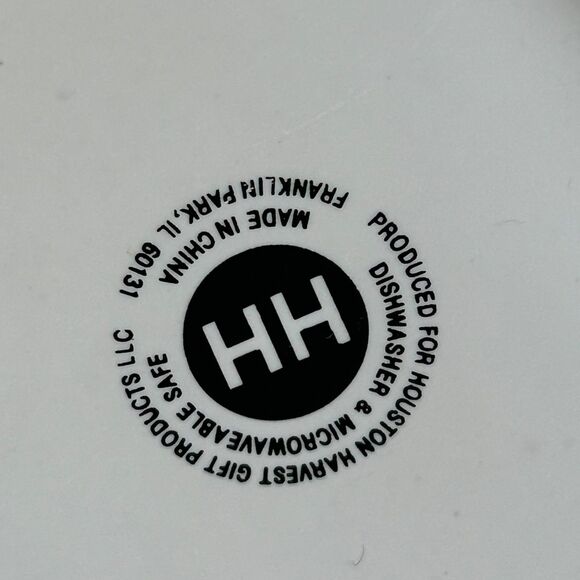 PRODUCED FOR HOUSTON HARVEST GIFT PRODUCTS LLC
FRANKLIN PARK, IL 60131
DISHWASHER & MICROWAVEABLE SAFE
MADE IN CHINA
HH